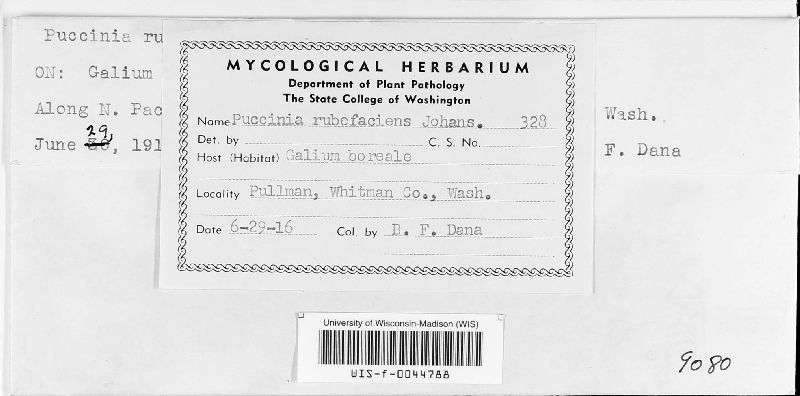 Puccinia ru
ON: Galium
Along N. Pac
June 29, 191
Wash.
F. Dana
MYCOLOGICAL HERBARIUM
Department of Plant Pathology
The State College of Washington
Name Puccinia rubefaciens Johans. 328
Det. by C. S. No.
Host (Habitat) Galium boreale
Locality Pullman, Whitman Co., Wash.
Date 6-29-16 Col. by B. F. Dana
University of Wisconsin-Madison (WIS)
WIS-f-0044788
9080